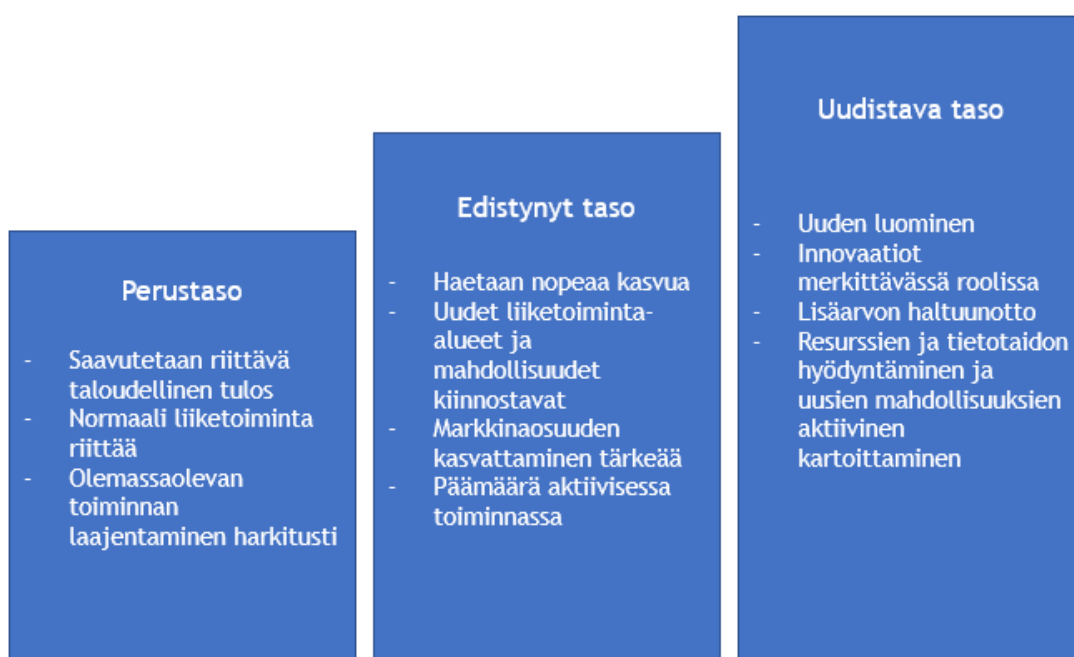 Perustaso
- Saavutetaan riittävä
taloudellinen tulos
- Normaali liiketoiminta
riittää
- Olemassaolevan
toiminnan
laajentaminen harkitusti
Edistynyt taso
- Haetaan nopeaa kasvua
- Uudet liiketoiminta-
alueet ja
mahdollisuudet
kiinnostavat
- Markkinaosuuden
kasvattaminen tärkeää
- Päämäärä aktiivisessa
toiminnassa
Uudistava taso
- Uuden luominen
- Innovaatiot
merkittävässä roolissa
- Lisäarvon haltuunotto
- Resurssien ja tietotaidon
hyödyntäminen ja
uusien mahdollisuuksien
aktiivinen
kartoittaminen